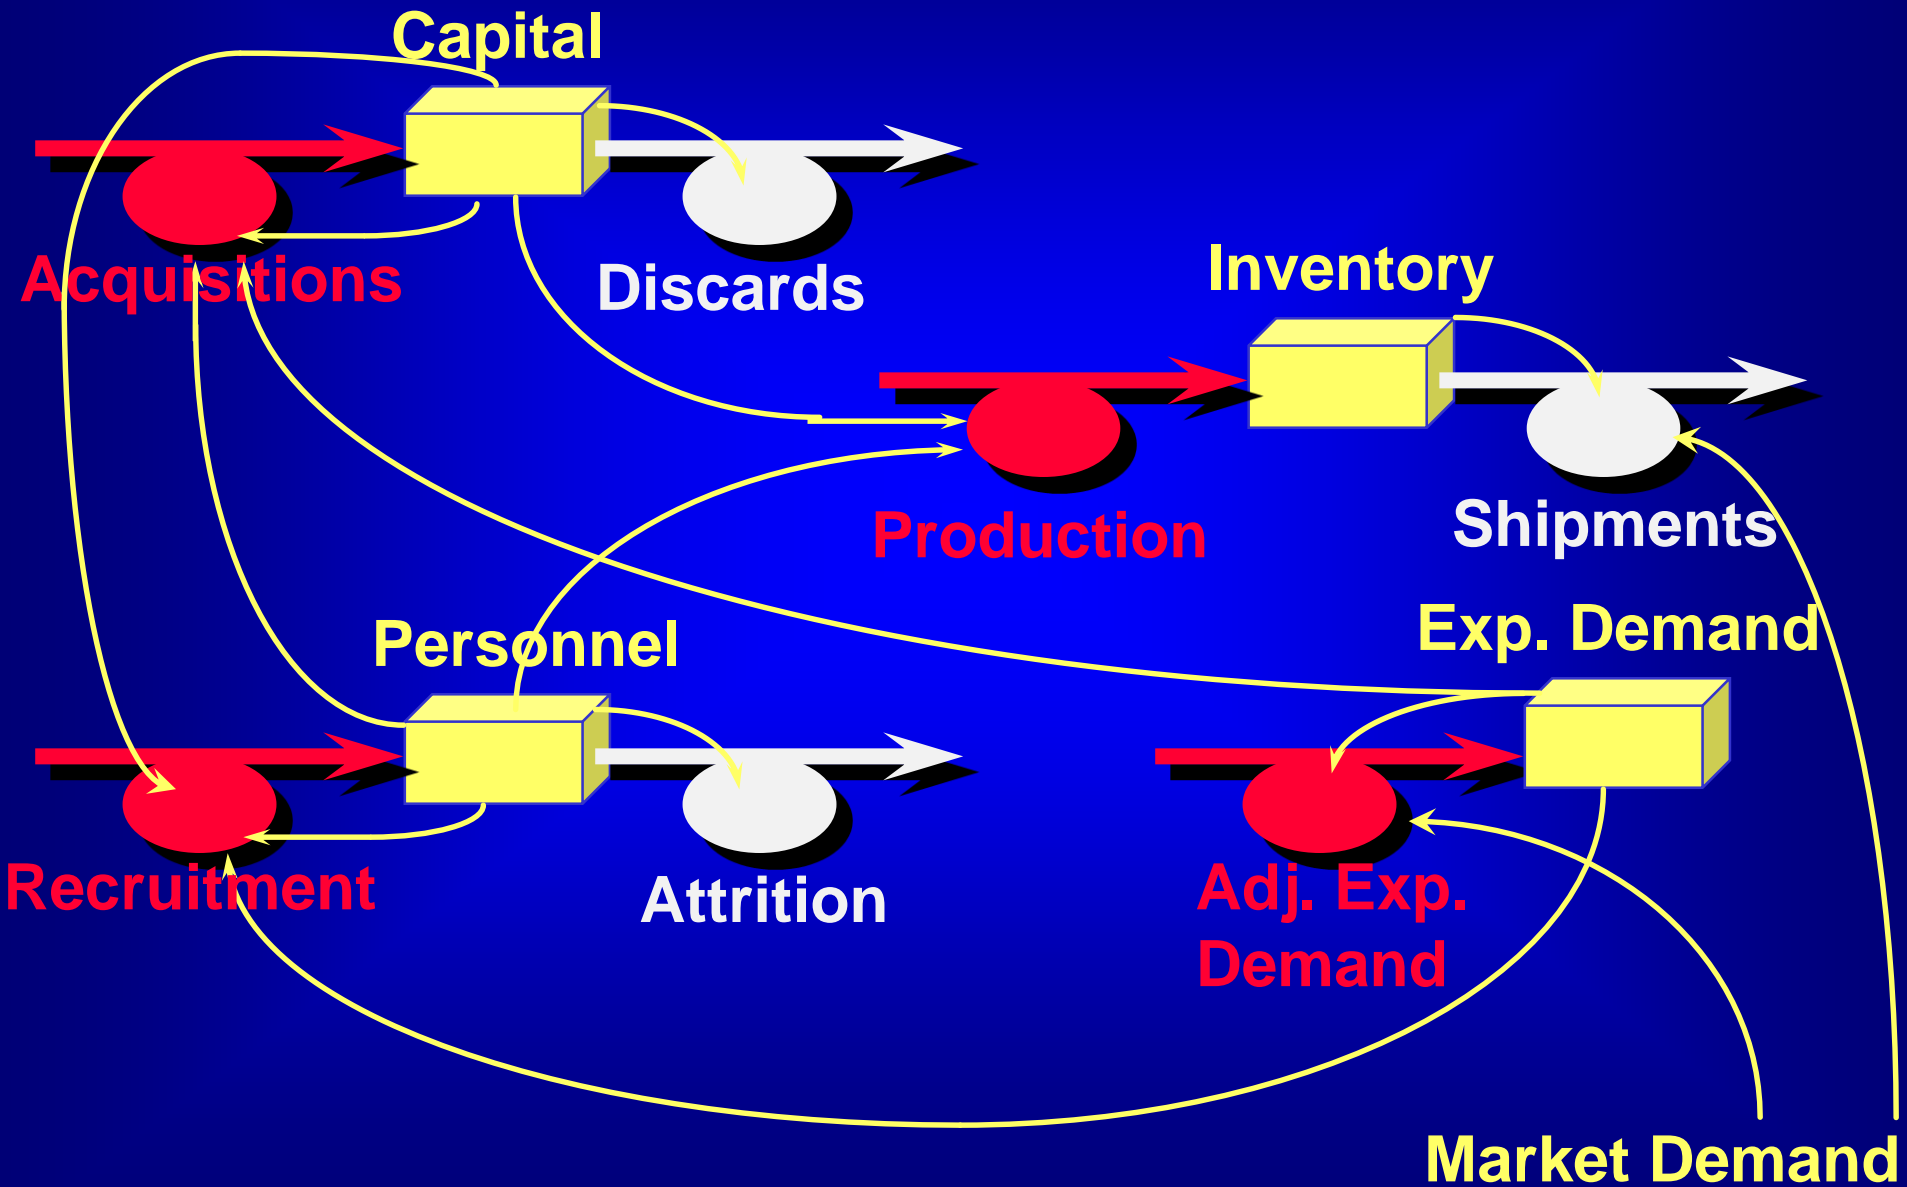 Capital
Acquisitions
Discards
Inventory
Production
Shipments
Personnel
Exp. Demand
Recruitment
Attrition
Adj. Exp.
Demand
Market Demand